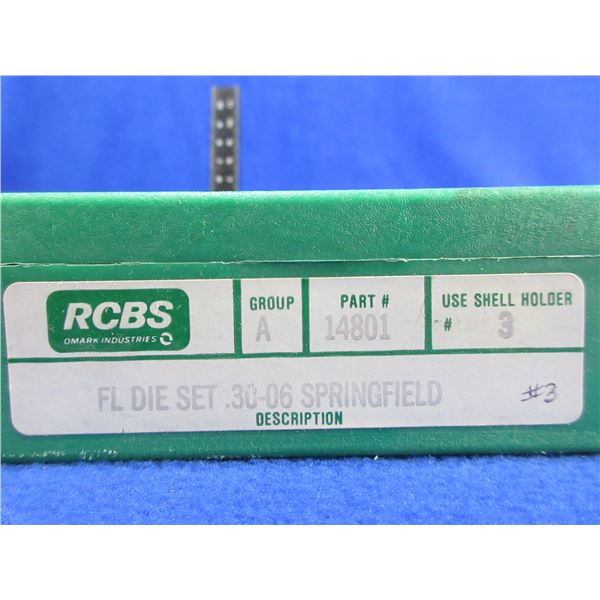 RCBS
OMARK INDUSTRIES
GROUP
A
PART #
14801
USE SHELL HOLDER
# 3
FL DIE SET .30-06 SPRINGFIELD
#3
DESCRIPTION